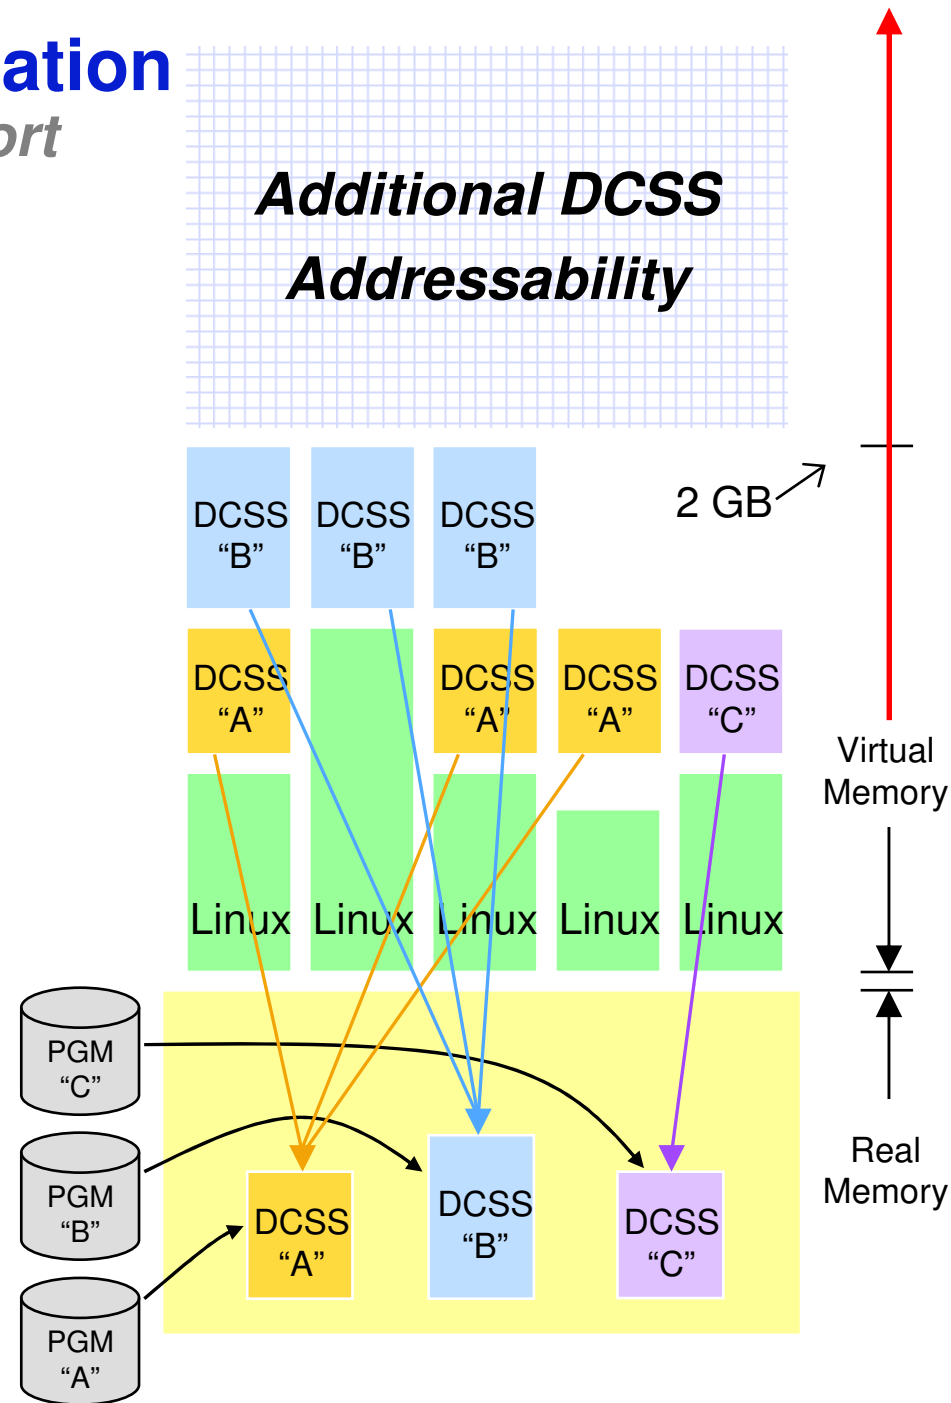 ation
ort
Additional DCSS
Addressability
2 GB
DCSS
“B”
DCSS
“B”
DCSS
“B”
DCSS
“A”
DCSS
“A”
DCSS
“A”
DCSS
“C”
Virtual
Memory
Linux
Linux
Linux
Linux
Linux
PGM
“C”
PGM
“B”
PGM
“A”
DCSS
“A”
DCSS
“B”
DCSS
“C”
Real
Memory